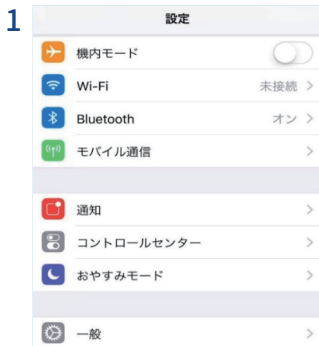 1
設定
機内モード
Wi-Fi 未接続
Bluetooth オン
モバイル通信
通知
コントロールセンター
おやすみモード
一般